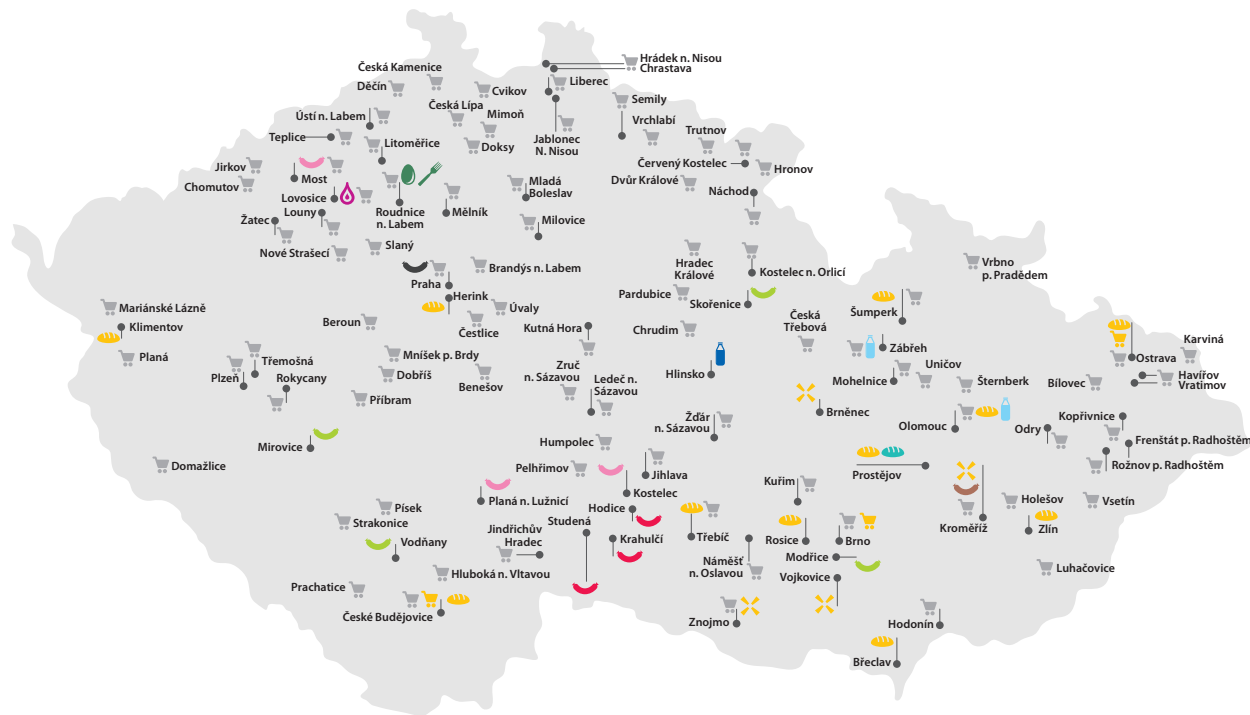 Hrádek n. Nisou
Chrastava
Česká Kamenice
Děčín
Cvikov
Liberec
Semily
Ústí n. Labem
Česká Lípa
Mimoň
Vrchlabí
Trutnov
Teplice
Litoměřice
Doksy
Jablonec
N. Nisou
Červený Kostelec
Hronov
Jirkov
Chomutov
Most
Mladá
Boleslav
Dvůr Králové
Náchod
Lovosice
Louny
Roudnice
n. Labem
Mělník
Milovice
Žatec
Nové Strašecí
Slaný
Hradec
Králové
Vrbno
p. Pradědem
Brandýs n. Labem
Kostelec n. Orlicí
Praha
Herink
Pardubice
Skořenice
Mariánské Lázně
Klimentov
Úvaly
Beroun
Čestlice
Kutná Hora
Chrudim
Česká
Třebová
Šumperk
Planá
Třemošná
Plzeň
Rokycany
Mníšek p. Brdy
Dobříš
Benešov
Zruč
n. Sázavou
Ledeč n.
Sázavou
Hlinsko
Zábřeh
Mohelnice
Uničov
Šternberk
Ostrava
Karviná
Bílovec
Havířov
Vratimov
Příbram
Brněnec
Olomouc
Odry
Kopřivnice
Mirovice
Žďár
n. Sázavou
Humpolec
Frenštát p. Radhoštěm
Domažlice
Pelhřimov
Jihlava
Prostějov
Rožnov p. Radhoštěm
Planá n. Lužnicí
Kostelec
Kuřim
Písek
Strakonice
Hodice
Holešov
Vsetín
Kroměříž
Zlín
Studená
Jindřichův
Hradec
Krahulčí
Třebíč
Rosice
Brno
Vodňany
Modřice
Náměšť
n. Oslavou
Hluboká n. Vltavou
Luhačovice
Prachatice
Vojkovice
České Budějovice
Znojmo
Hodonín
Břeclav